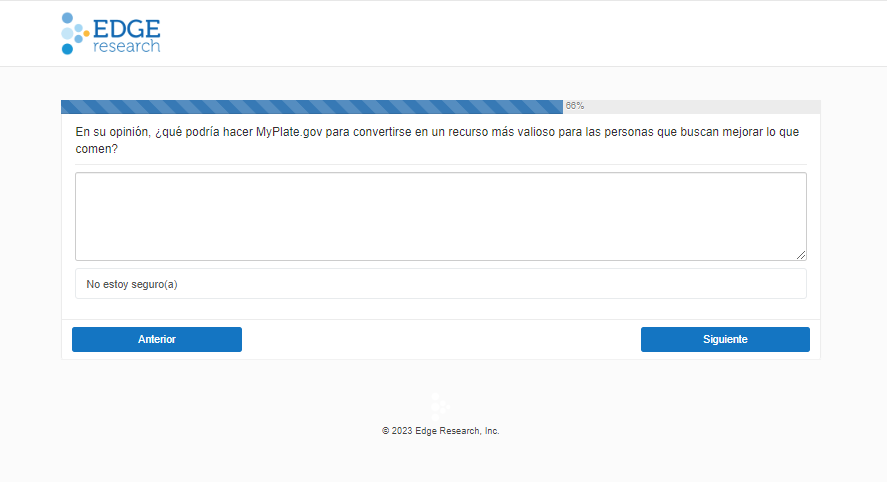 EDGE
research
66%
En su opinión, ¿qué podría hacer MyPlate.gov para convertirse en un recurso más valioso para las personas que buscan mejorar lo que
comen?
No estoy seguro(a)
Anterior
Siguiente
© 2023 Edge Research, Inc.